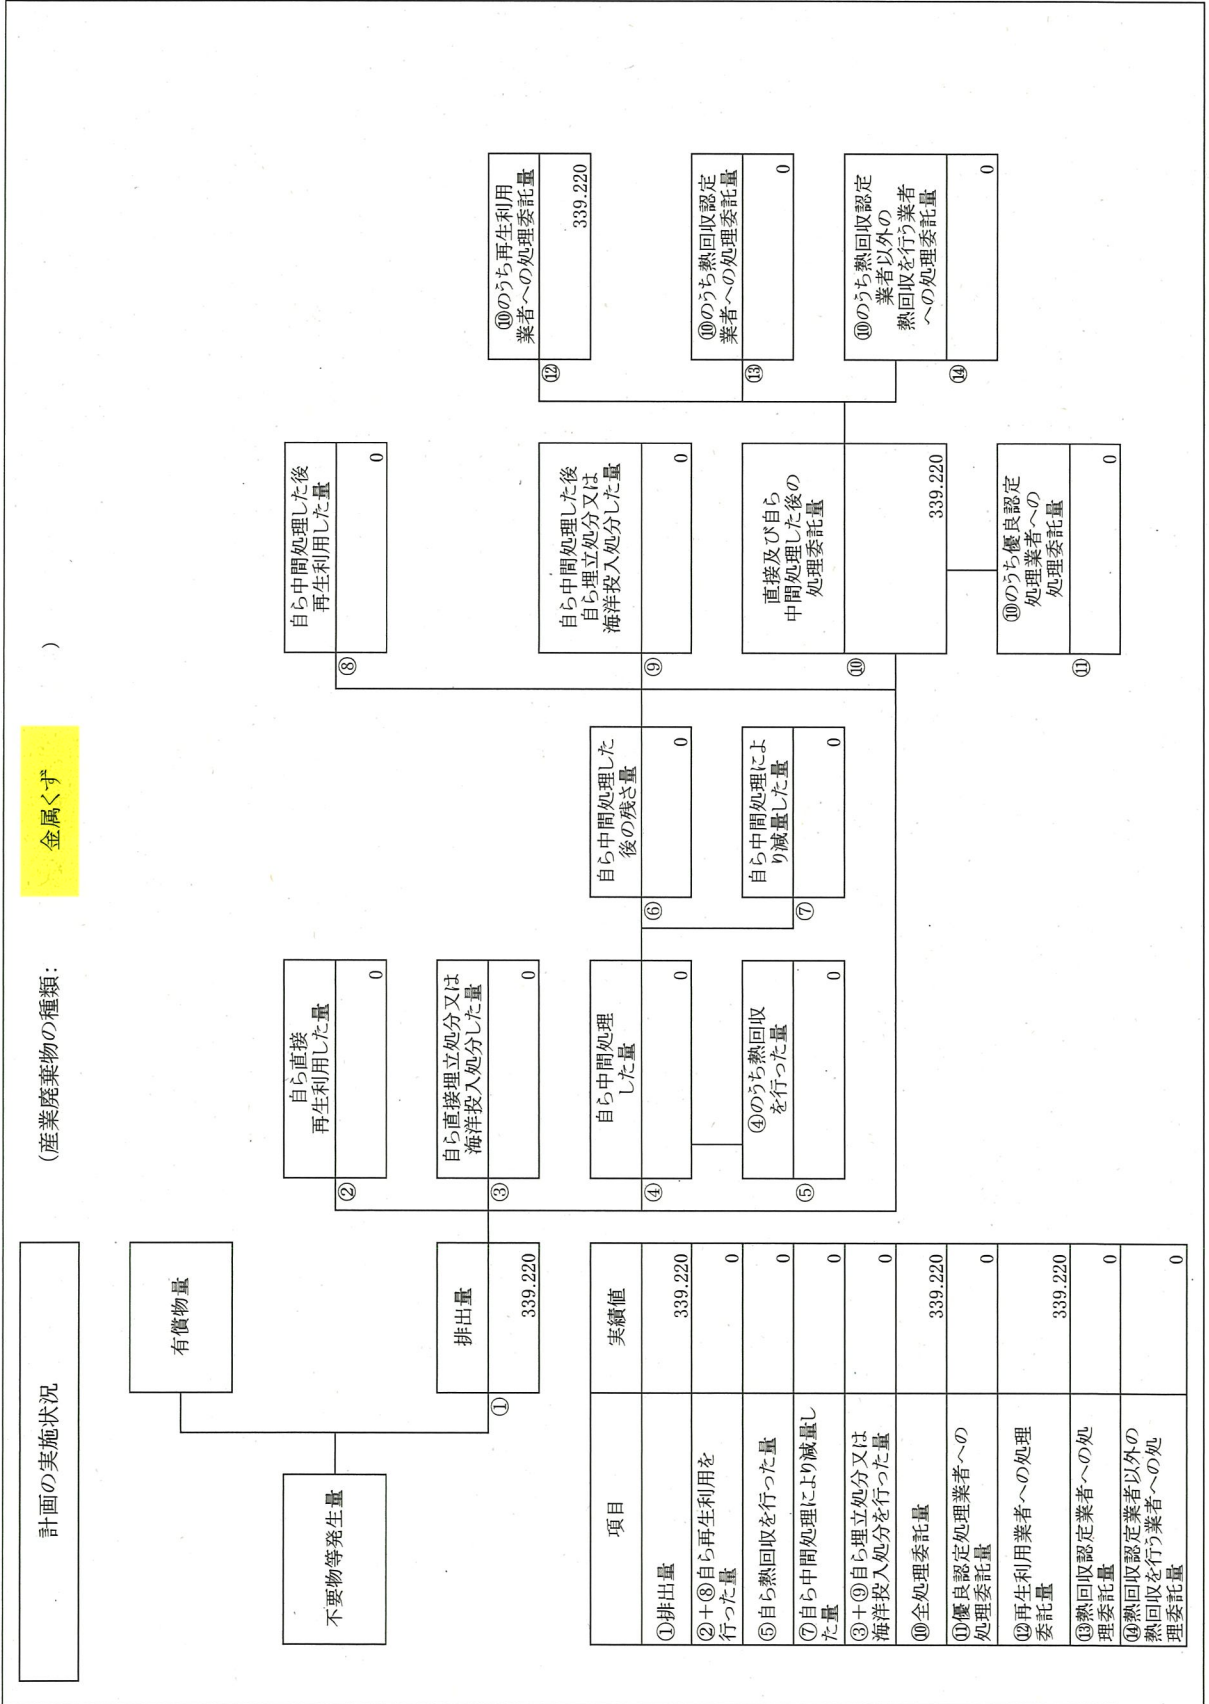 計画の実施状況
(産業廃棄物の種類: 金属くず )
不要物等発生量
有償物量
①
排出量
339.220
②
自ら直接
再生利用した量
0
③
自ら直接埋立処分又は
海洋投入処分した量
0
④
自ら中間処理
した量
0
⑤
④のうち熱回収
を行った量
0
⑥
自ら中間処理した
後の残さ量
0
⑦
自ら中間処理によ
り減量した量
0
⑧
自ら中間処理した後
再生利用した量
0
⑨
自ら中間処理した後
自ら埋立処分又は
海洋投入処分した量
0
⑩
直接及び自ら
中間処理した後の
処理委託量
339.220
⑪
⑩のうち優良認定
処理業者への
処理委託量
0
⑫
⑩のうち再生利用
業者への処理委託量
339.220
⑬
⑩のうち熱回収認定
業者への処理委託量
0
⑭
⑩のうち熱回収認定
業者以外の
熱回収を行う業者
への処理委託量
0
項目 実績値
①排出量 339.220
②+⑧自ら再生利用を
行った量 0
⑤自ら熱回収を行った量 0
⑦自ら中間処理により減量し
た量 0
③+⑨自ら埋立処分又は
海洋投入処分を行った量 0
⑩全処理委託量 339.220
⑪優良認定処理業者への
処理委託量 0
⑫再生利用業者への処理
委託量 339.220
⑬熱回収認定業者への処
理委託量 0
⑭熱回収認定業者以外の
熱回収を行う業者への処
理委託量 0